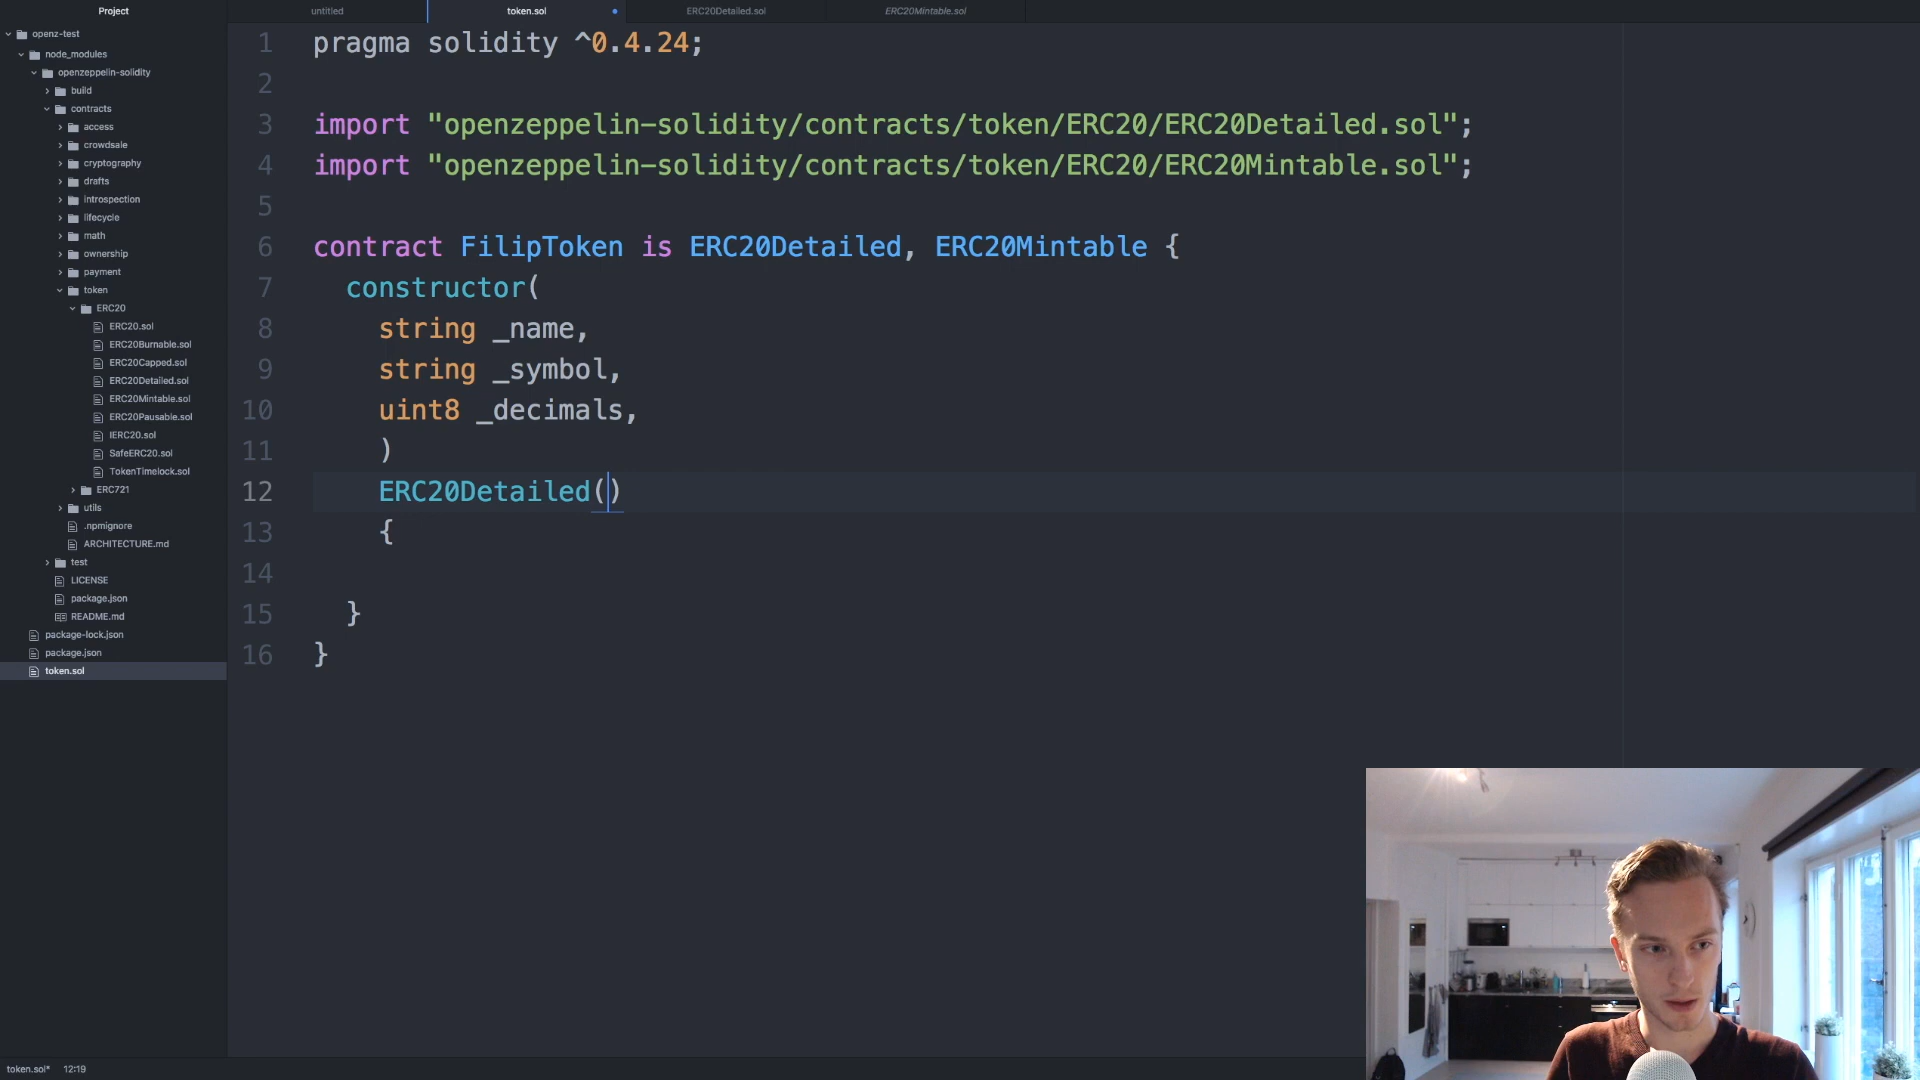 Project
openz-test
node_modules
openzeppelin-solidity
build
contracts
access
crowdsale
cryptography
drafts
introspection
lifecycle
math
ownership
payment
token
ERC20
ERC20.sol
ERC20Burnable.sol
ERC20Capped.sol
ERC20Detailed.sol
ERC20Mintable.sol
ERC20Pausable.sol
IERC20.sol
SafeERC20.sol
TokenTimelock.sol
ERC721
utils
.npmignore
ARCHITECTURE.md
test
LICENSE
package.json
README.md
package-lock.json
package.json
token.sol
untitled
token.sol
ERC20Detailed.sol
ERC20Mintable.sol
1 pragma solidity ^0.4.24;
2
3 import "openzeppelin-solidity/contracts/token/ERC20/ERC20Detailed.sol";
4 import "openzeppelin-solidity/contracts/token/ERC20/ERC20Mintable.sol";
5
6 contract FilipToken is ERC20Detailed, ERC20Mintable {
7 constructor(
8 string _name,
9 string _symbol,
10 uint8 _decimals,
11 )
12 ERC20Detailed()
13 {
14
15 }
16 }
token.sol* 12:19